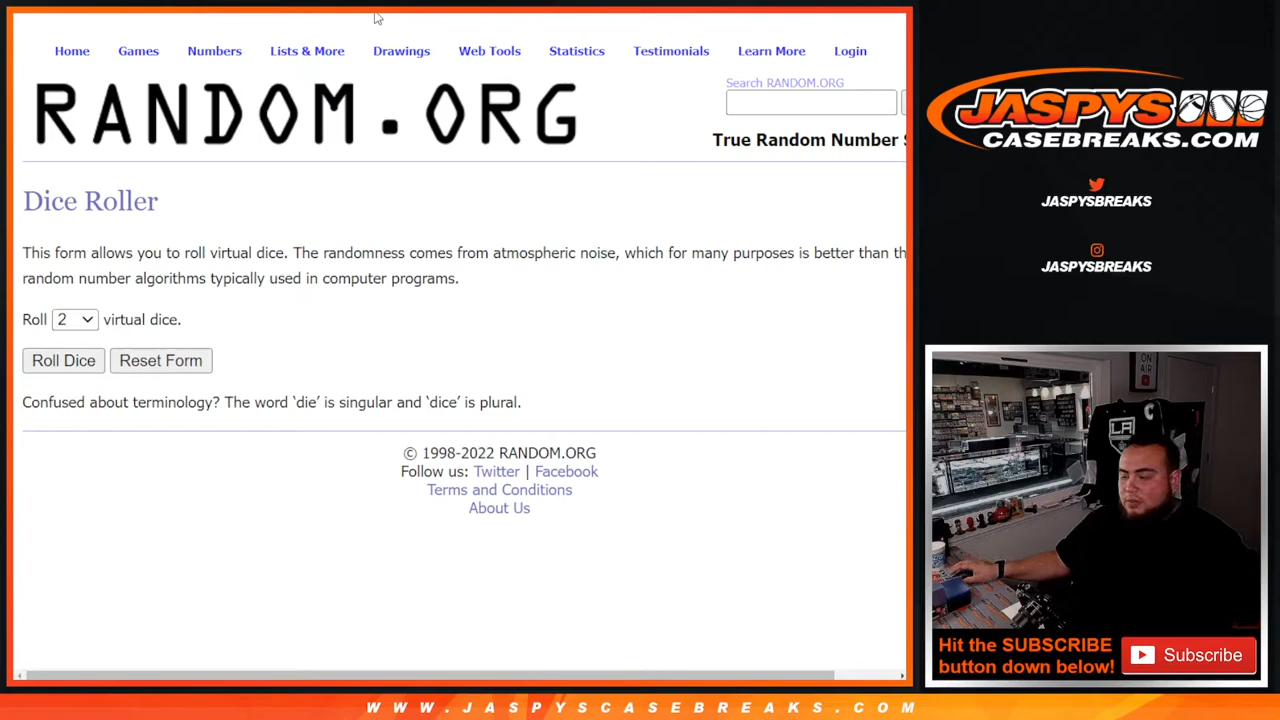 Home Games Numbers Lists & More Drawings Web Tools Statistics Testimonials Learn More Login
RANDOM.ORG
Search RANDOM.ORG
True Random Number
Dice Roller
This form allows you to roll virtual dice. The randomness comes from atmospheric noise, which for many purposes is better than
random number algorithms typically used in computer programs.
Roll 2 virtual dice.
Roll Dice Reset Form
Confused about terminology? The word ‘die’ is singular and ‘dice’ is plural.
© 1998-2022 RANDOM.ORG
Follow us: Twitter | Facebook
Terms and Conditions
About Us
JASPYS
CASEBREAKS.COM
JASPYSBREAKS
JASPYSBREAKS
ON
AIR
LA
C
Hit the SUBSCRIBE
button down below!
Subscribe
WWW.JASPYSCASEBREAKS.COM